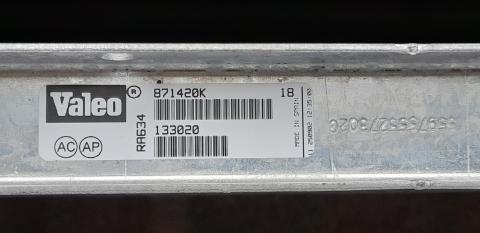 Valeo®
871420K 18
RA634
133020
AC AP
MADE IN SPAIN